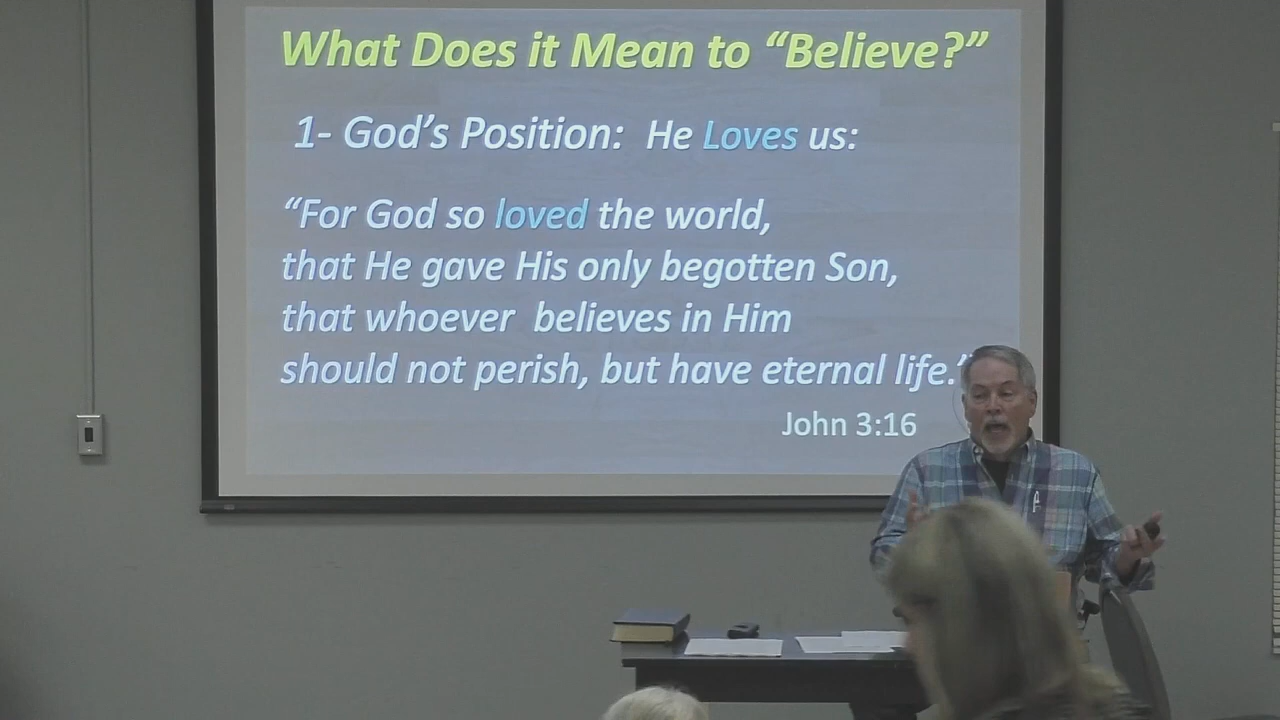 What Does it Mean to “Believe?”
1- God’s Position: He Loves us:
“For God so loved the world,
that He gave His only begotten Son,
that whoever believes in Him
should not perish, but have eternal life.”
John 3:16